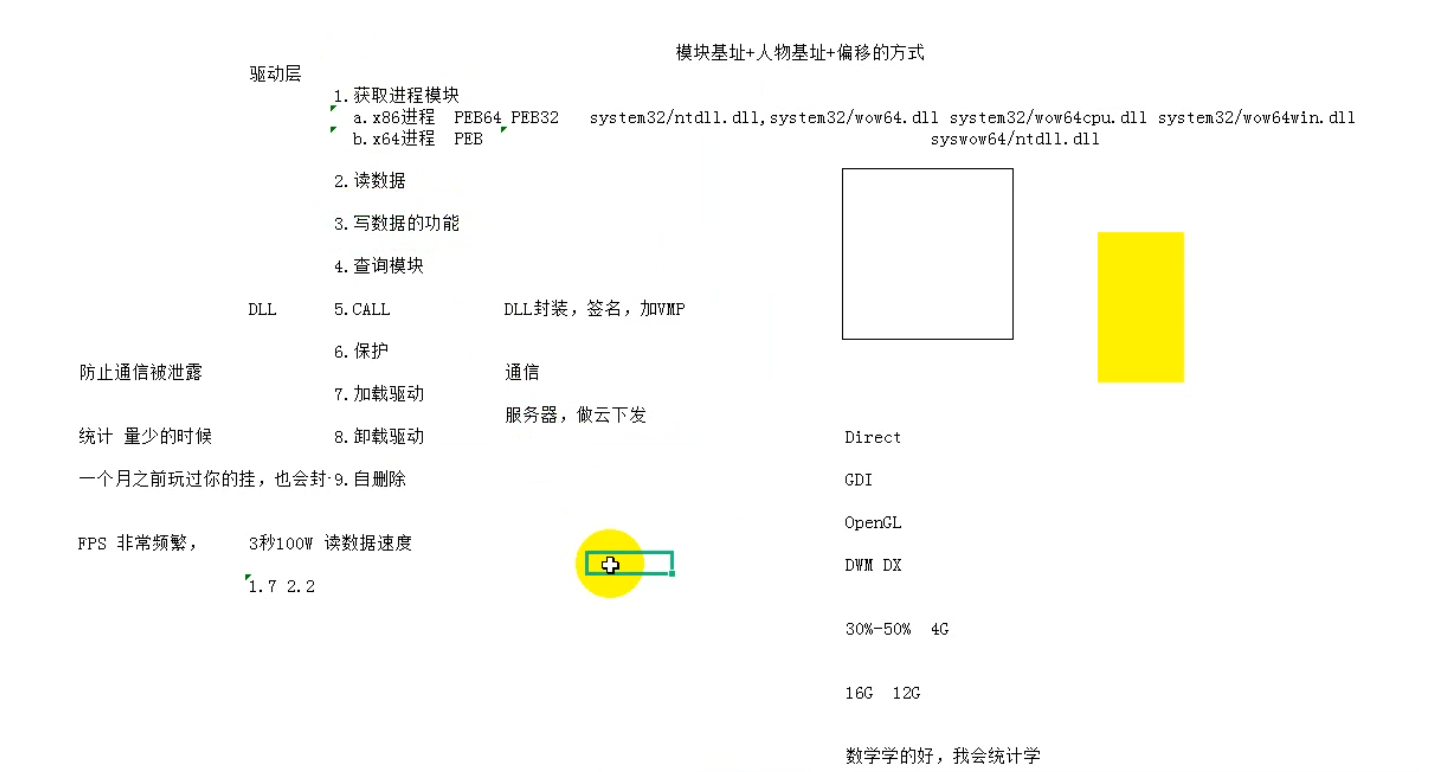 模块基址+人物基址+偏移的方式
驱动层
1.获取进程模块
a.x86进程 PEB64 PEB32 system32/ntdll.dll,system32/wow64.dll system32/wow64cpu.dll system32/wow64win.dll
b.x64进程 PEB syswow64/ntdll.dll
2.读数据
3.写数据的功能
4.查询模块
DLL 5.CALL DLL封装，签名，加VMP
6.保护
防止通信被泄露 通信
7.加载驱动
服务器，做云下发
统计 量少的时候 8.卸载驱动 Direct
一个月之前玩过你的挂，也会封 9.自删除 GDI
OpenGL
FPS 非常频繁， 3秒100W 读数据速度
DWM DX
1.7 2.2
30%-50% 4G
16G 12G
数学学的好，我会统计学